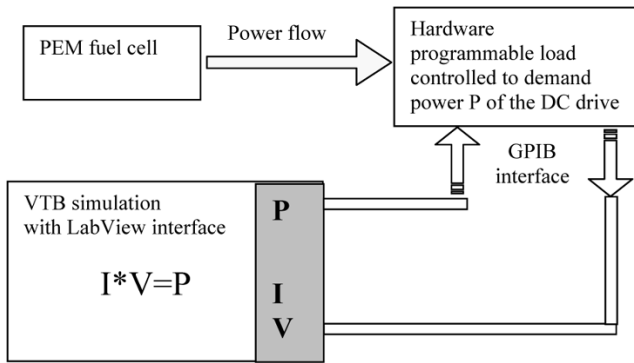 PEM fuel cell
Power flow
Hardware
programmable load
controlled to demand
power P of the DC drive
GPIB
interface
VTB simulation
with LabView interface
I*V=P
P
I
V